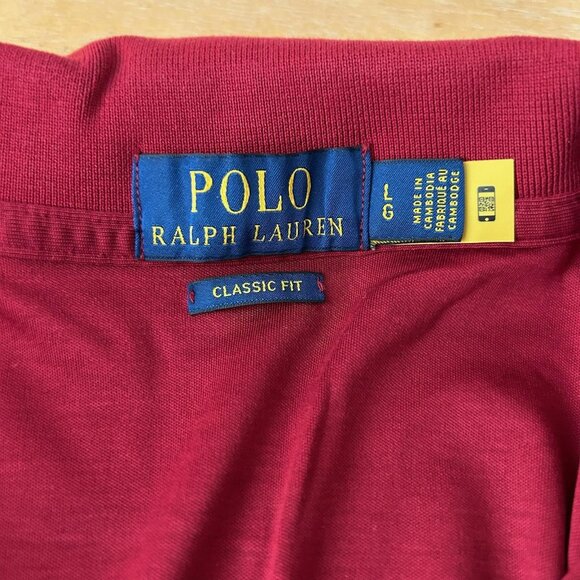 POLO
RALPH LAUREN
L
G
MADE IN
CAMBODIA
FABRIQUÉ AU
CAMBODGE
CLASSIC FIT